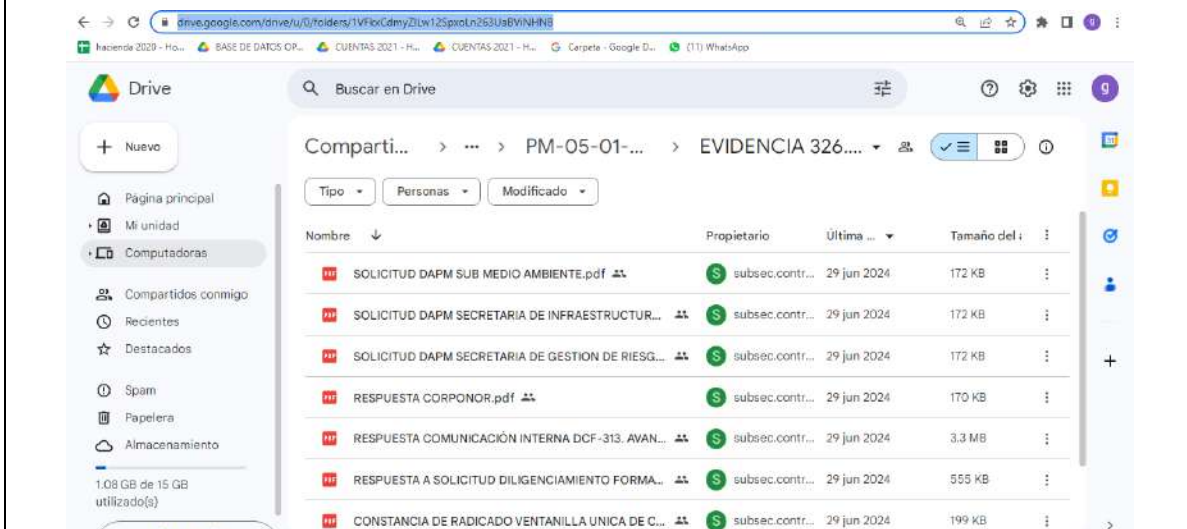 drive.google.com/drive/u/0/folders/
hacienda 2020 - Ho... BASE DE DATOS OP... CUENTAS 2021 - H... CUENTAS 2021 - H... Carpeta - Google D... (11) WhatsApp
Drive
Buscar en Drive
g
Nuevo
Comparti... > ... > PM-05-01-... > EVIDENCIA 326....
Tipo Personas Modificado
Página principal
Mi unidad
Computadoras
Compartidos conmigo
Recientes
Destacados
Spam
Papelera
Almacenamiento
1.08 GB de 15 GB
utilizado(s)
Nombre Propietario Última ... Tamaño del
SOLICITUD DAPM SUB MEDIO AMBIENTE.pdf S subsec.contr... 29 jun 2024 172 KB
SOLICITUD DAPM SECRETARIA DE INFRAESTRUCTUR... S subsec.contr... 29 jun 2024 172 KB
SOLICITUD DAPM SECRETARIA DE GESTION DE RIESG... S subsec.contr... 29 jun 2024 172 KB
RESPUESTA CORPONOR.pdf S subsec.contr... 29 jun 2024 170 KB
RESPUESTA COMUNICACIÓN INTERNA DCF-313. AVAN... S subsec.contr... 29 jun 2024 3.3 MB
RESPUESTA A SOLICITUD DILIGENCIAMIENTO FORMA... S subsec.contr... 29 jun 2024 555 KB
CONSTANCIA DE RADICADO VENTANILLA UNICA DE C... S subsec.contr... 29 jun 2024 199 KB